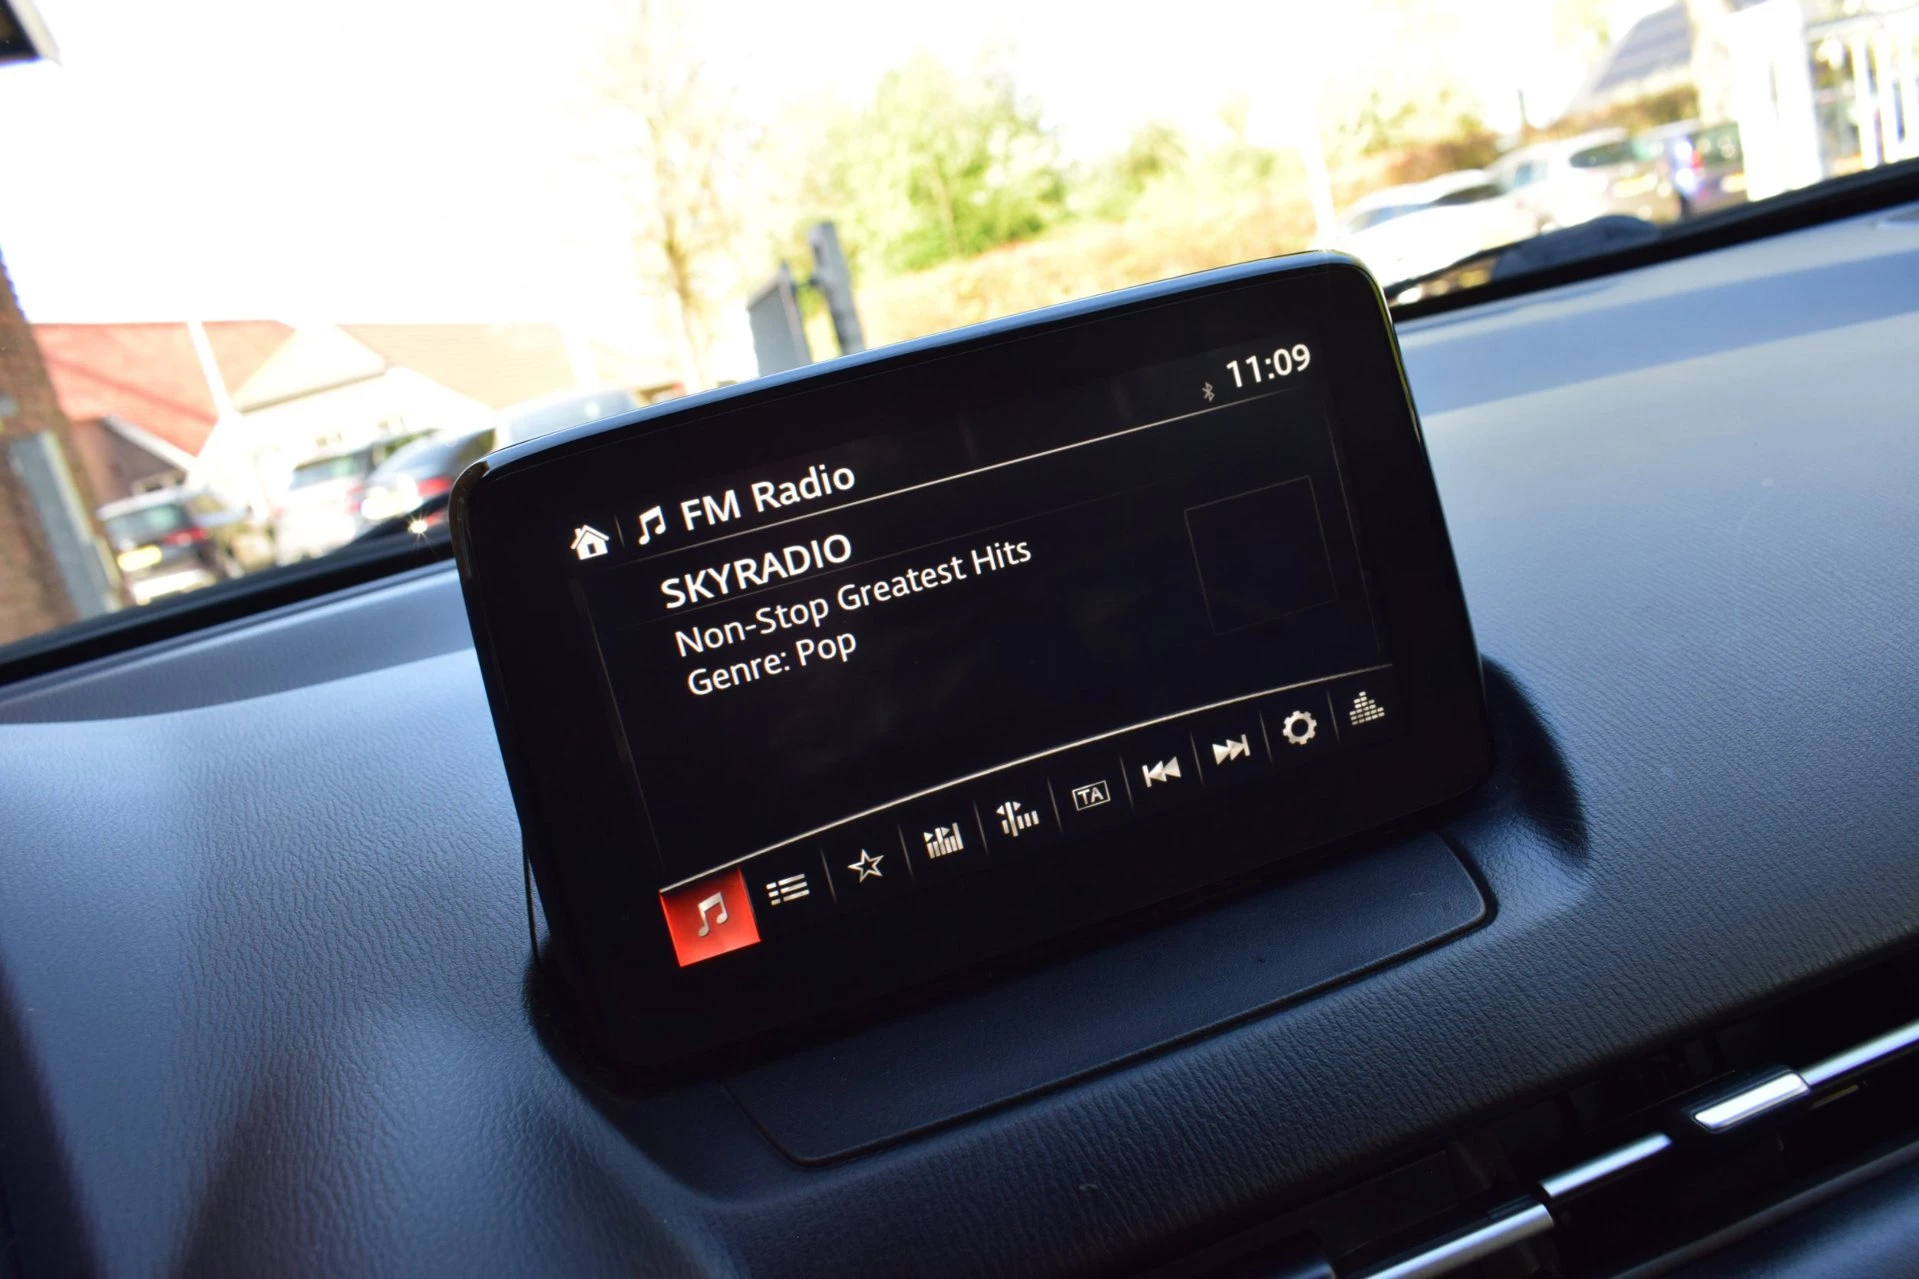 11:09
FM Radio
SKYRADIO
Non-Stop Greatest Hits
Genre: Pop
TA